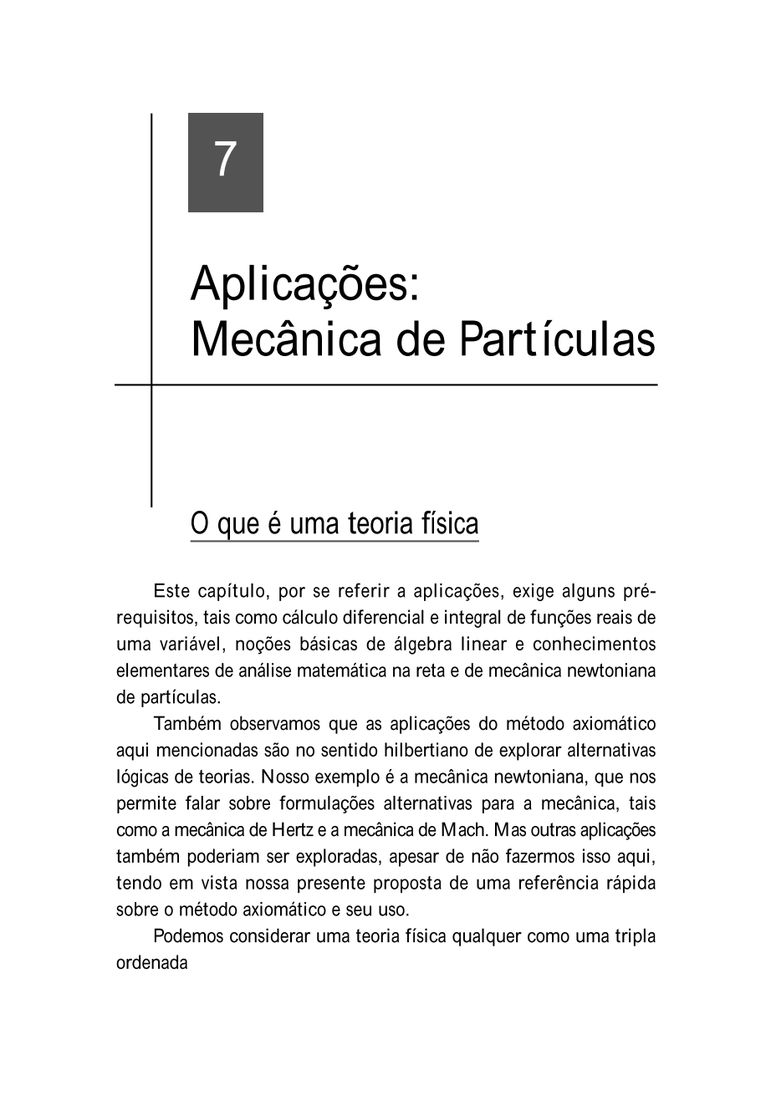 7
Aplicações:
Mecânica de Partículas
O que é uma teoria física
Este capítulo, por se referir a aplicações, exige alguns pré-
requisitos, tais como cálculo diferencial e integral de funções reais de
uma variável, noções básicas de álgebra linear e conhecimentos
elementares de análise matemática na reta e de mecânica newtoniana
de partículas.
Também observamos que as aplicações do método axiomático
aqui mencionadas são no sentido hilbertiano de explorar alternativas
lógicas de teorias. Nosso exemplo é a mecânica newtoniana, que nos
permite falar sobre formulações alternativas para a mecânica, tais
como a mecânica de Hertz e a mecânica de Mach. Mas outras aplicações
também poderiam ser exploradas, apesar de não fazermos isso aqui,
tendo em vista nossa presente proposta de uma referência rápida
sobre o método axiomático e seu uso.
Podemos considerar uma teoria física qualquer como uma tripla
ordenada